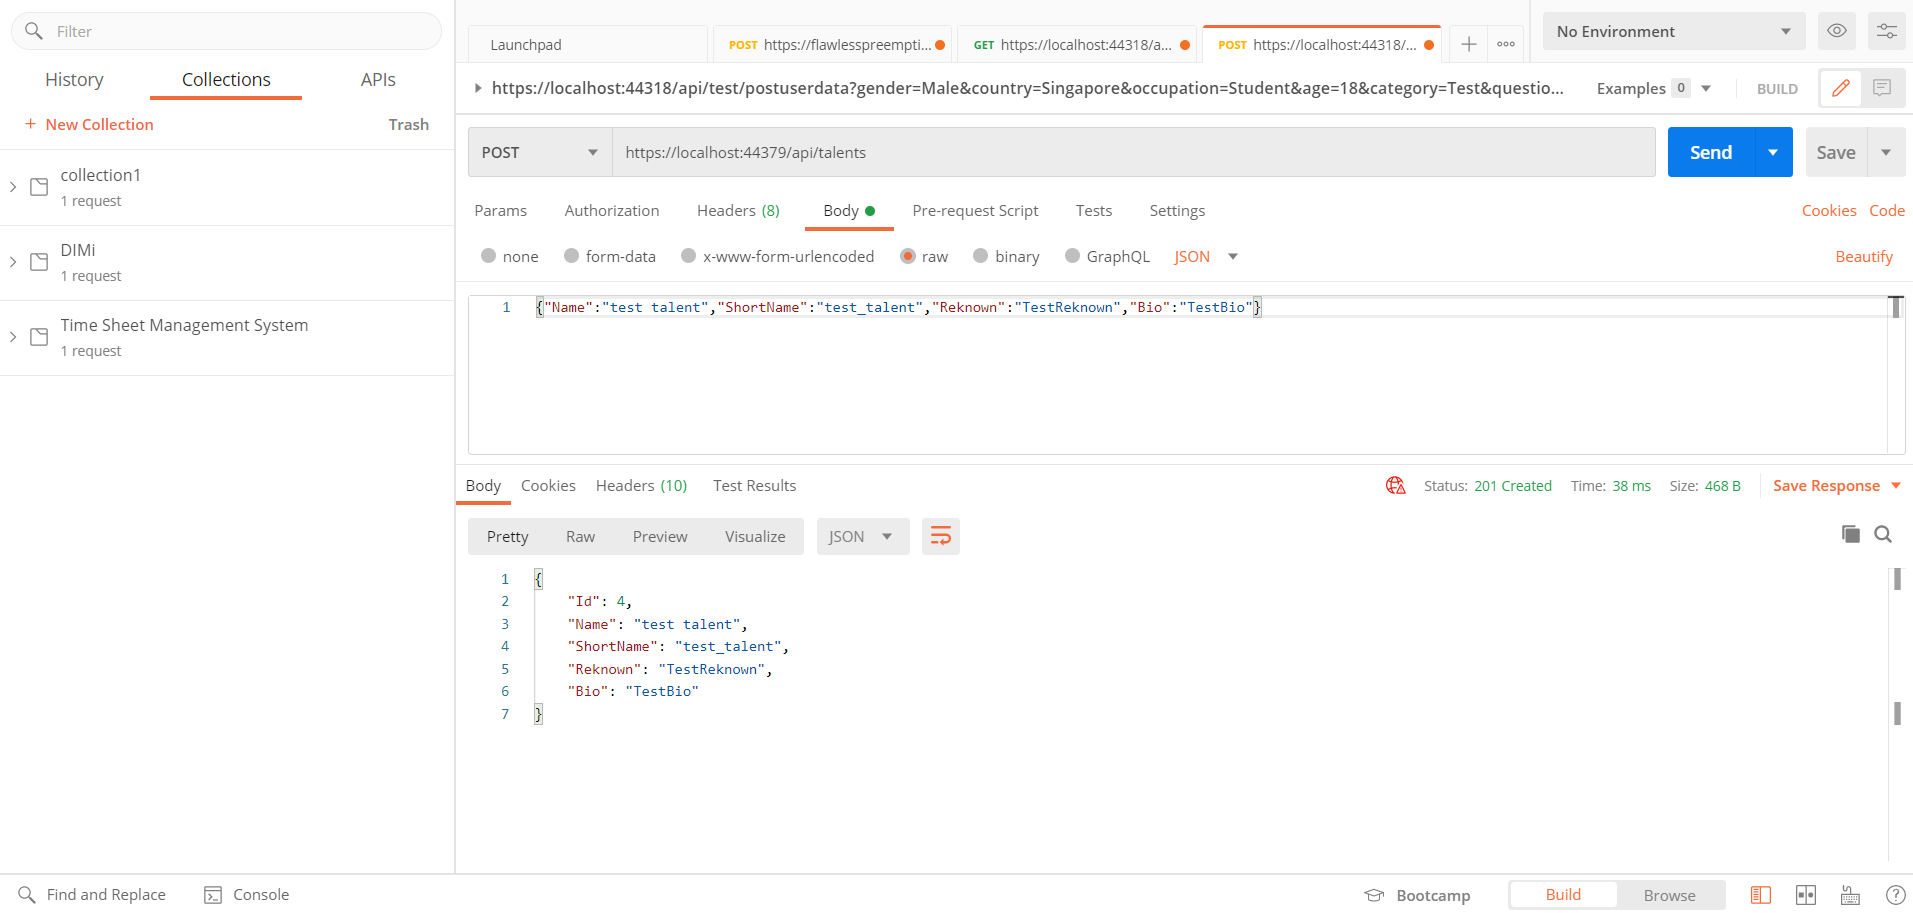 Filter
History Collections APIs
+ New Collection Trash
collection1
1 request
DIMi
1 request
Time Sheet Management System
1 request
Launchpad POST https://flawlesspreempti... GET https://localhost:44318/a... POST https://localhost:44318/... No Environment
https://localhost:44318/api/test/postuserdata?gender=Male&country=Singapore&occupation=Student&age=18&category=Test&questio... Examples 0 BUILD
POST https://localhost:44379/api/talents Send Save
Params Authorization Headers (8) Body Pre-request Script Tests Settings Cookies Code
none form-data x-www-form-urlencoded raw binary GraphQL JSON Beautify
1 {"Name":"test talent","ShortName":"test_talent","Reknown":"TestReknown","Bio":"TestBio"}
Body Cookies Headers (10) Test Results Status: 201 Created Time: 38 ms Size: 468 B Save Response
Pretty Raw Preview Visualize JSON
1 {
2 "Id": 4,
3 "Name": "test talent",
4 "ShortName": "test_talent",
5 "Reknown": "TestReknown",
6 "Bio": "TestBio"
7 }
Find and Replace Console Bootcamp Build Browse ?